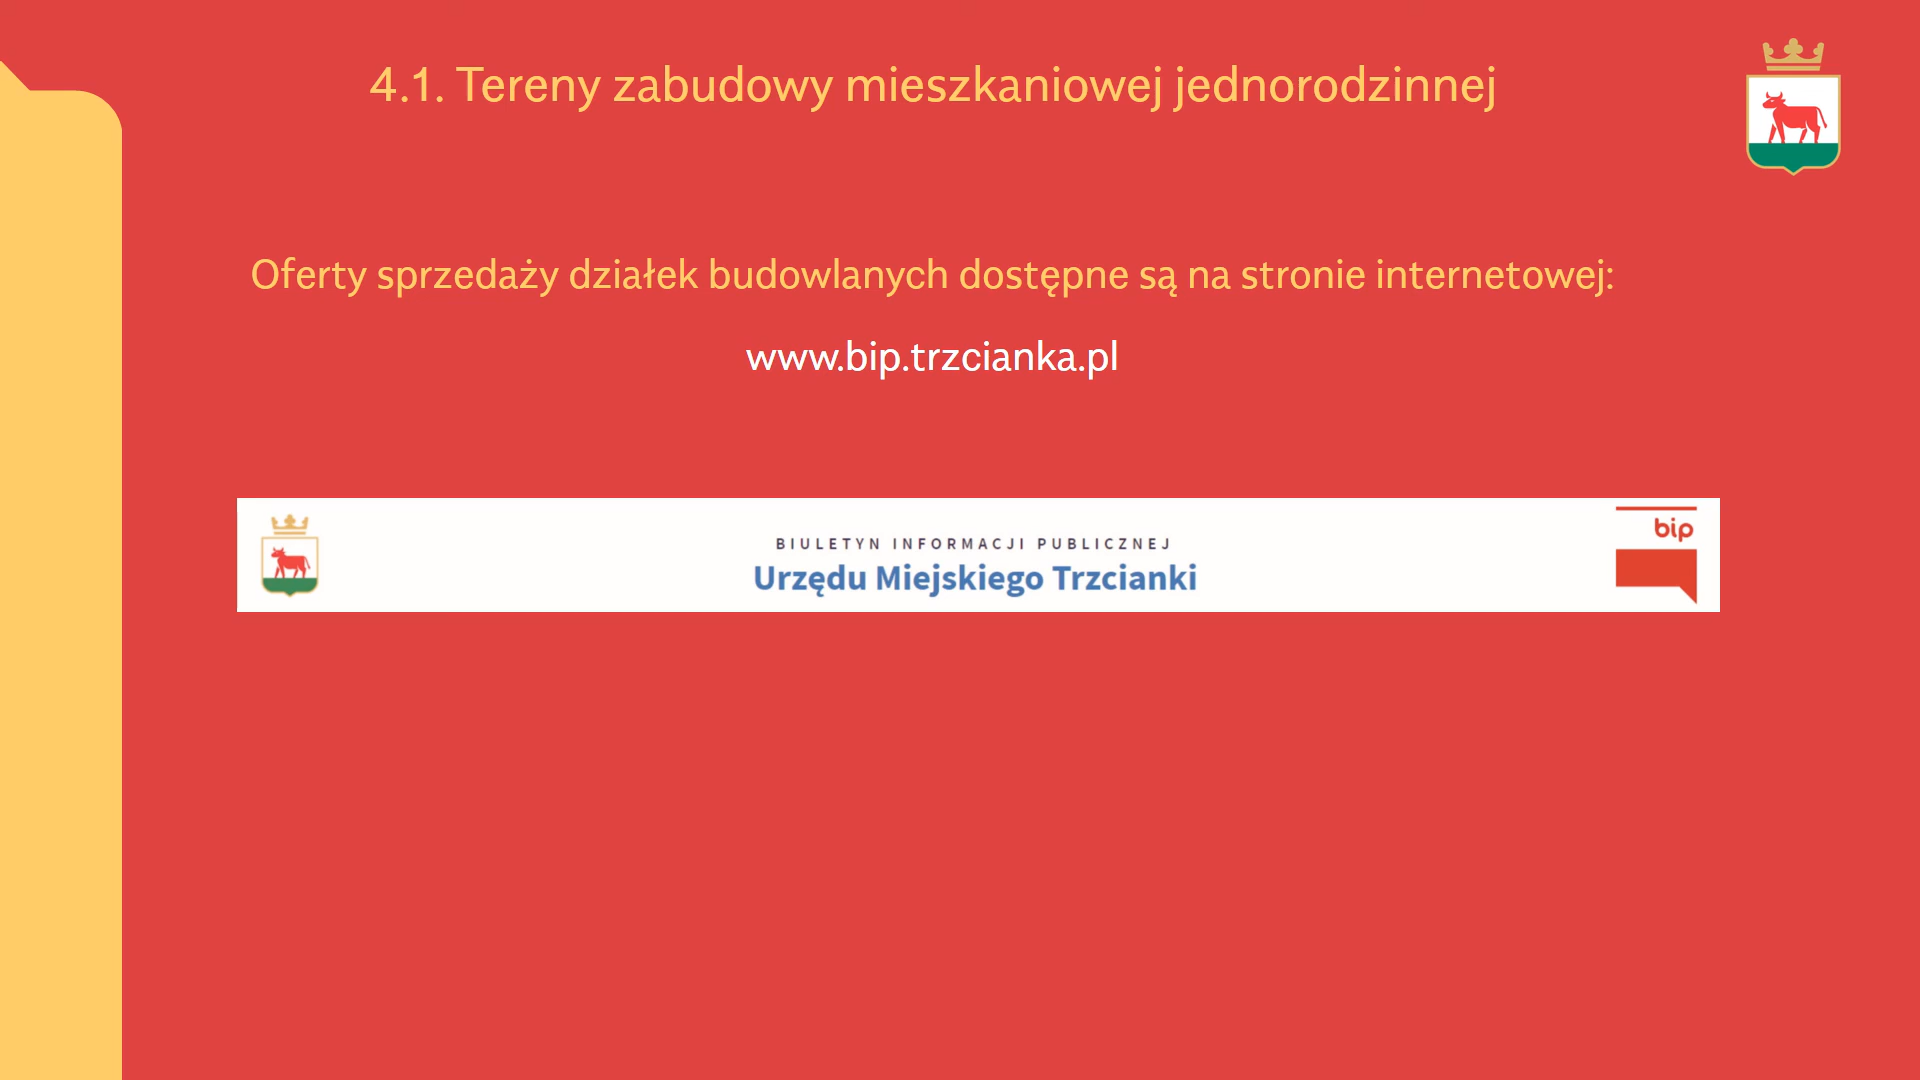 4.1. Tereny zabudowy mieszkaniowej jednorodzinnej
Oferty sprzedaży działek budowlanych dostępne są na stronie internetowej:
www.bip.trzcianka.pl
bip
BIULETYN INFORMACJI PUBLICZNEJ
Urzędu Miejskiego Trzcianki